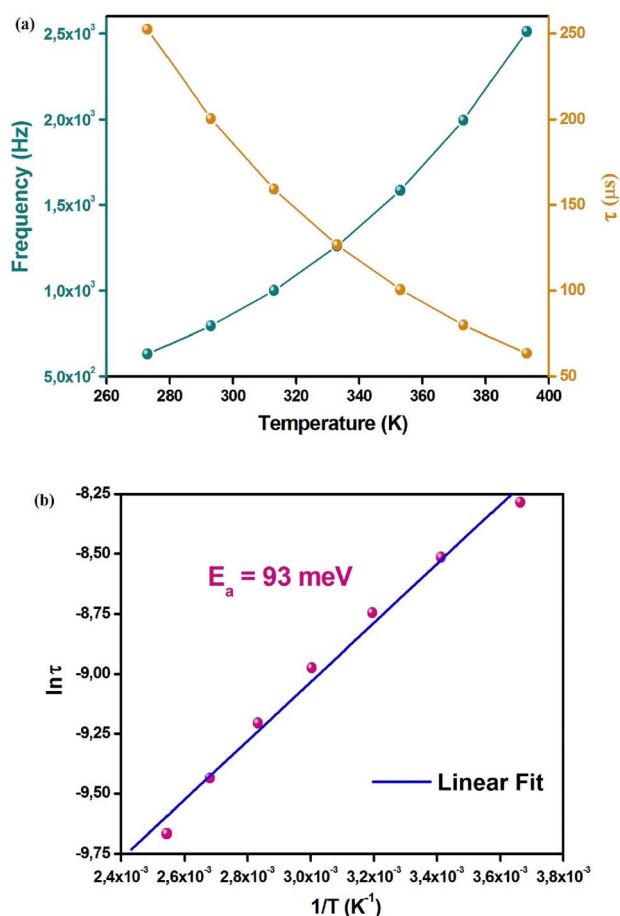 (a)
2,5x10³
2,0x10³
1,5x10³
1,0x10³
5,0x10²
Frequency (Hz)
250
200
150
100
50
τ (µs)
260 280 300 320 340 360 380 400
Temperature (K)
(b)
-8,25
-8,50
-8,75
-9,00
-9,25
-9,50
-9,75
ln τ
E_a = 93 meV
Linear Fit
2,4x10⁻³ 2,6x10⁻³ 2,8x10⁻³ 3,0x10⁻³ 3,2x10⁻³ 3,4x10⁻³ 3,6x10⁻³ 3,8x10⁻³
1/T (K⁻¹)